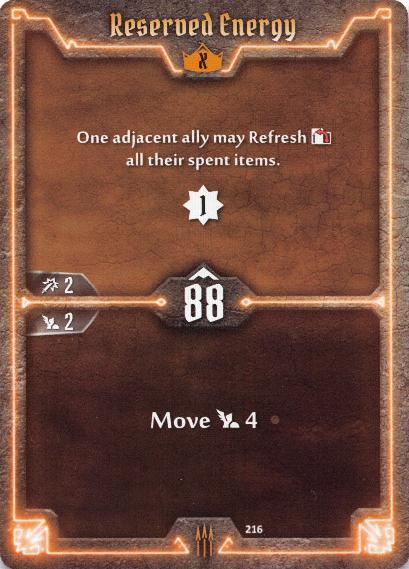 Reserved Energy
X
One adjacent ally may Refresh
all their spent items.
1
2
88
2
Move 4
216